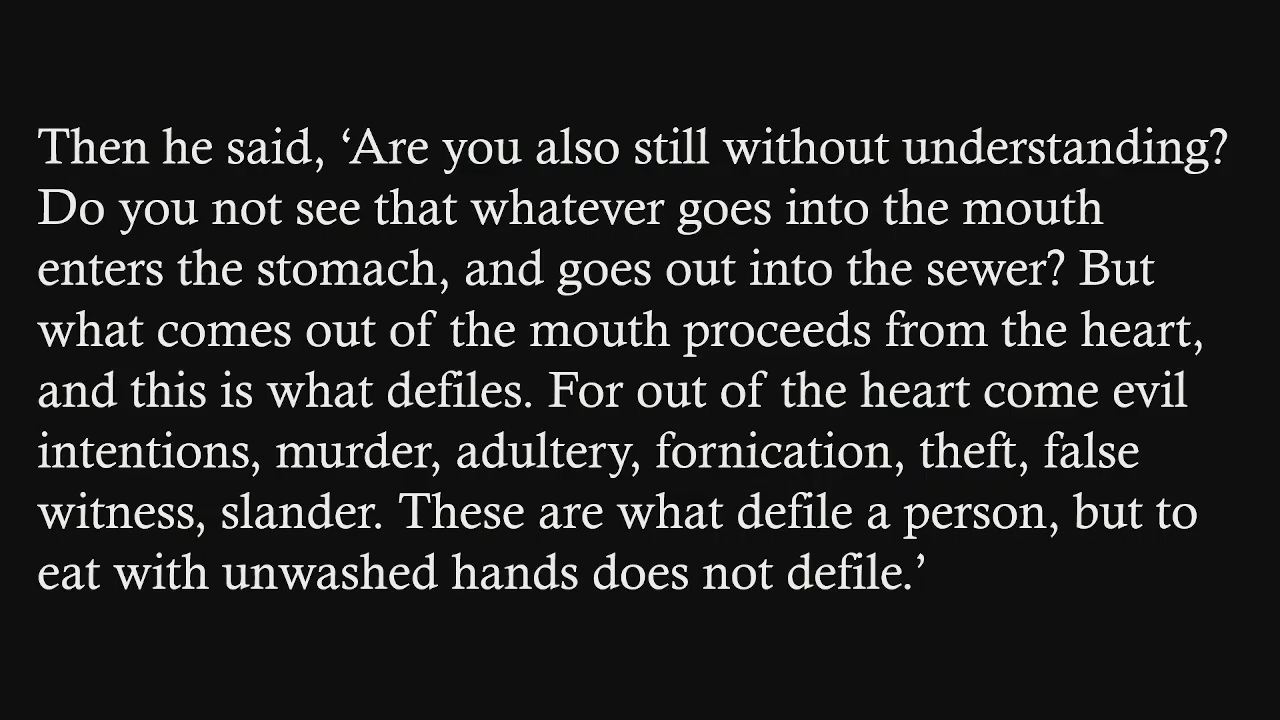 Then he said, ‘Are you also still without understanding?
Do you not see that whatever goes into the mouth
enters the stomach, and goes out into the sewer? But
what comes out of the mouth proceeds from the heart,
and this is what defiles. For out of the heart come evil
intentions, murder, adultery, fornication, theft, false
witness, slander. These are what defile a person, but to
eat with unwashed hands does not defile.’